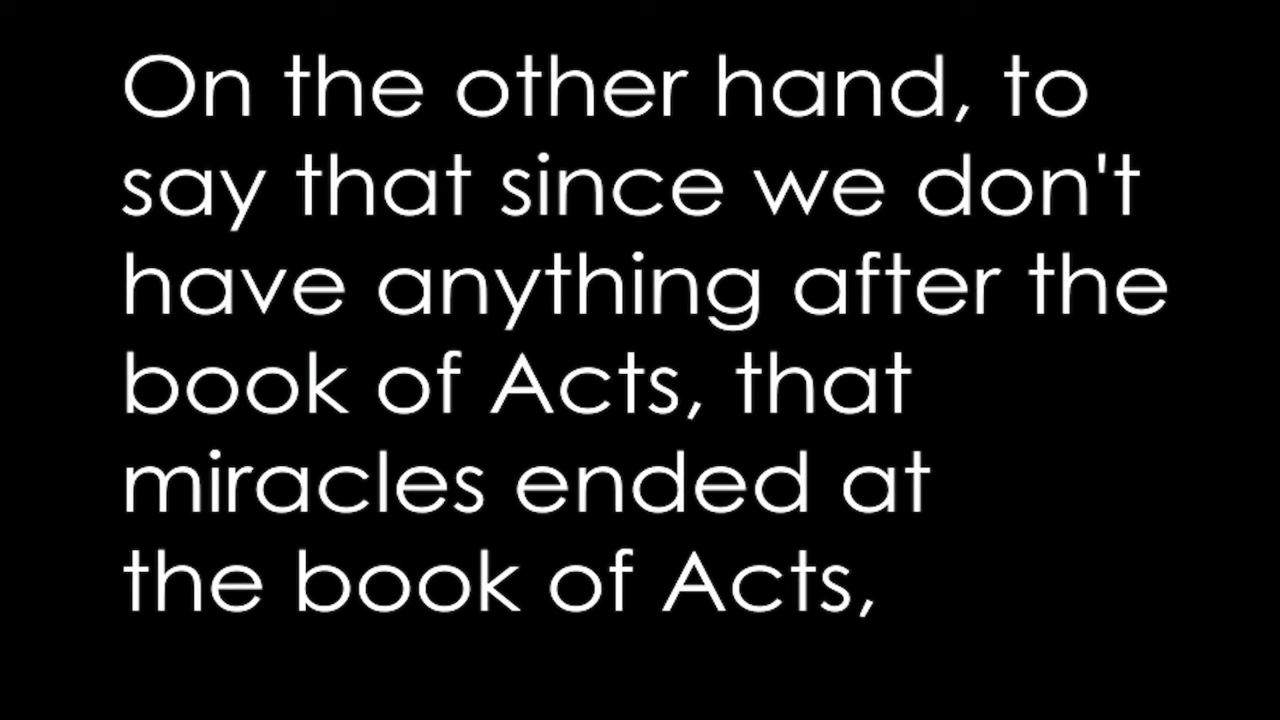 On the other hand, to
say that since we don't
have anything after the
book of Acts, that
miracles ended at
the book of Acts,